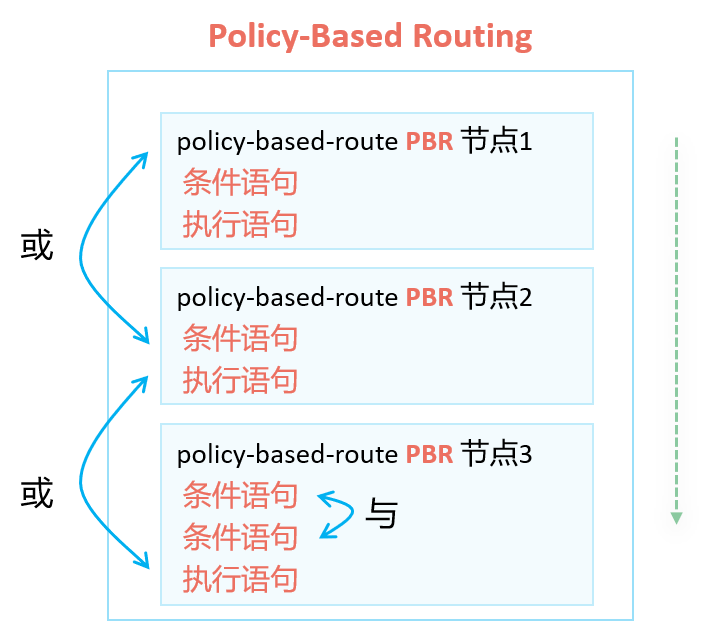 Policy-Based Routing
policy-based-route PBR 节点1
条件语句
执行语句
或
policy-based-route PBR 节点2
条件语句
执行语句
或
policy-based-route PBR 节点3
条件语句
与
条件语句
执行语句